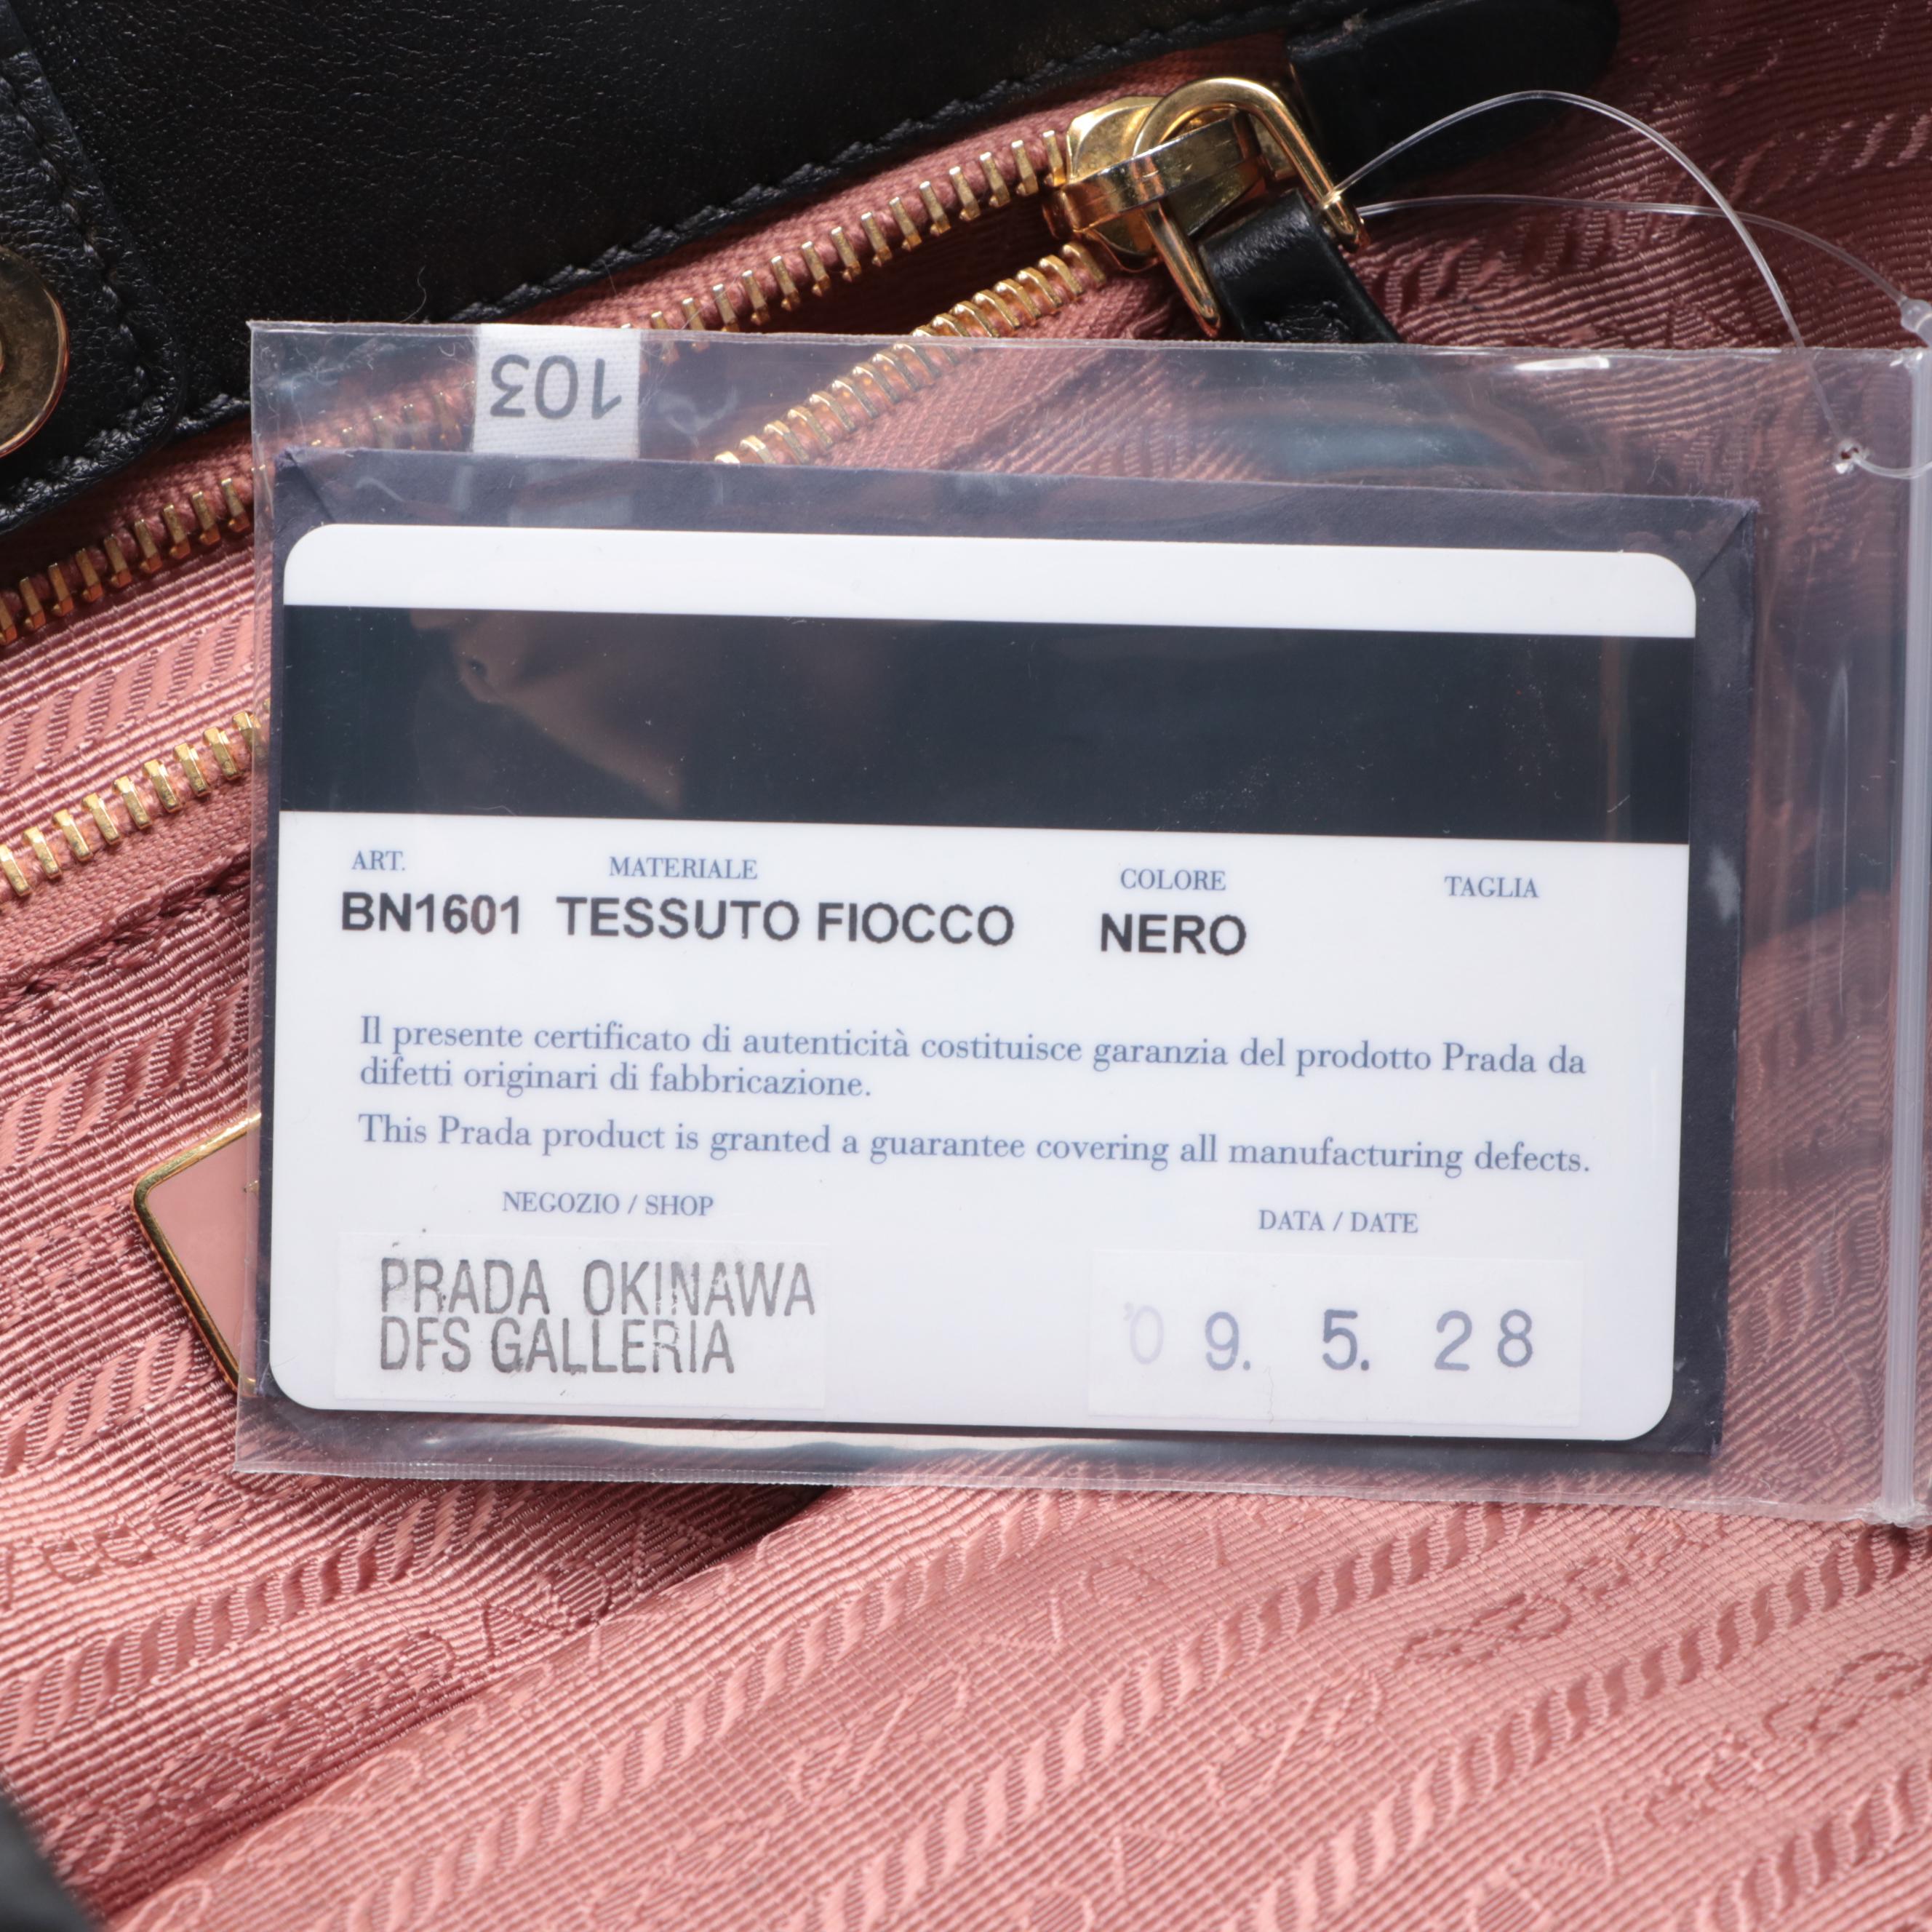 103
ART. MATERIALE COLORE TAGLIA
BN1601 TESSUTO FIOCCO NERO
Il presente certificato di autenticità costituisce garanzia del prodotto Prada da
difetti originari di fabbricazione.
This Prada product is granted a guarantee covering all manufacturing defects.
NEGOZIO / SHOP DATA / DATE
PRADA OKINAWA
DFS GALLERIA
'09. 5. 28